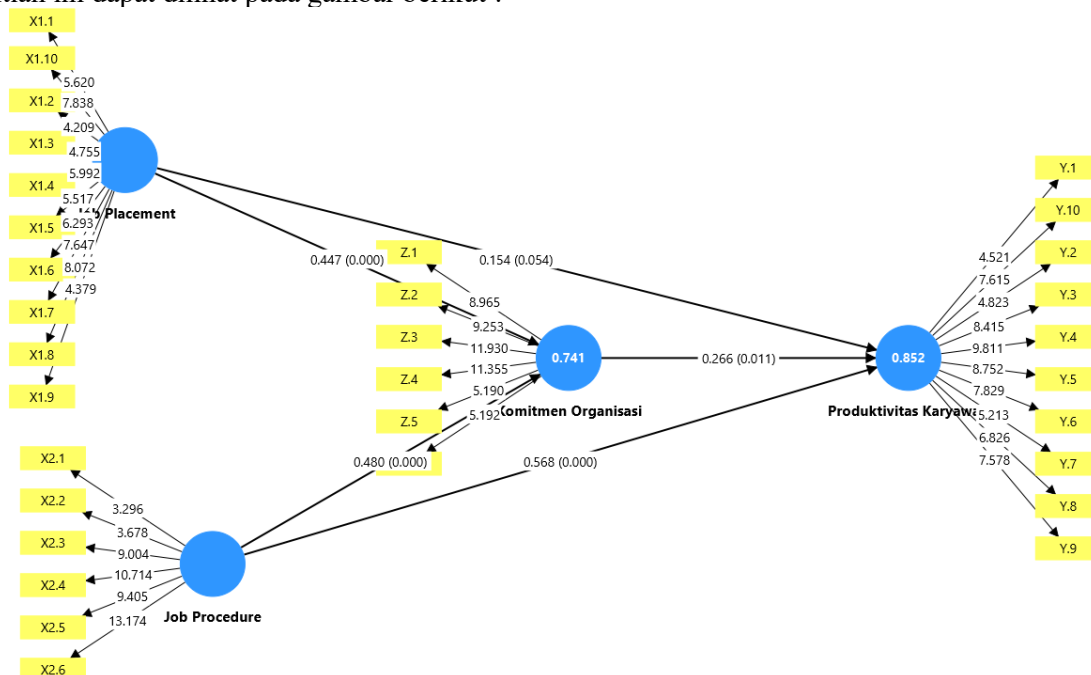 X1.1
X1.10
X1.2
X1.3
X1.4
X1.5
X1.6
X1.7
X1.8
X1.9
5.620
7.838
4.209
4.755
5.992
5.517
6.293
7.647
8.072
4.379
Placement
0.447 (0.000)
0.154 (0.054)
Z.1
Z.2
Z.3
Z.4
Z.5
8.965
9.253
11.930
11.355
5.190
5.192
0.741
Komitmen Organisasi
0.266 (0.011)
0.852
Produktivitas
0.480 (0.000)
0.568 (0.000)
X2.1
X2.2
X2.3
X2.4
X2.5
X2.6
3.296
3.678
9.004
10.714
9.405
13.174
Job Procedure
4.521
7.615
4.823
8.415
9.811
8.752
7.829
5.213
6.826
7.578
Y.1
Y.10
Y.2
Y.3
Y.4
Y.5
Y.6
Y.7
Y.8
Y.9